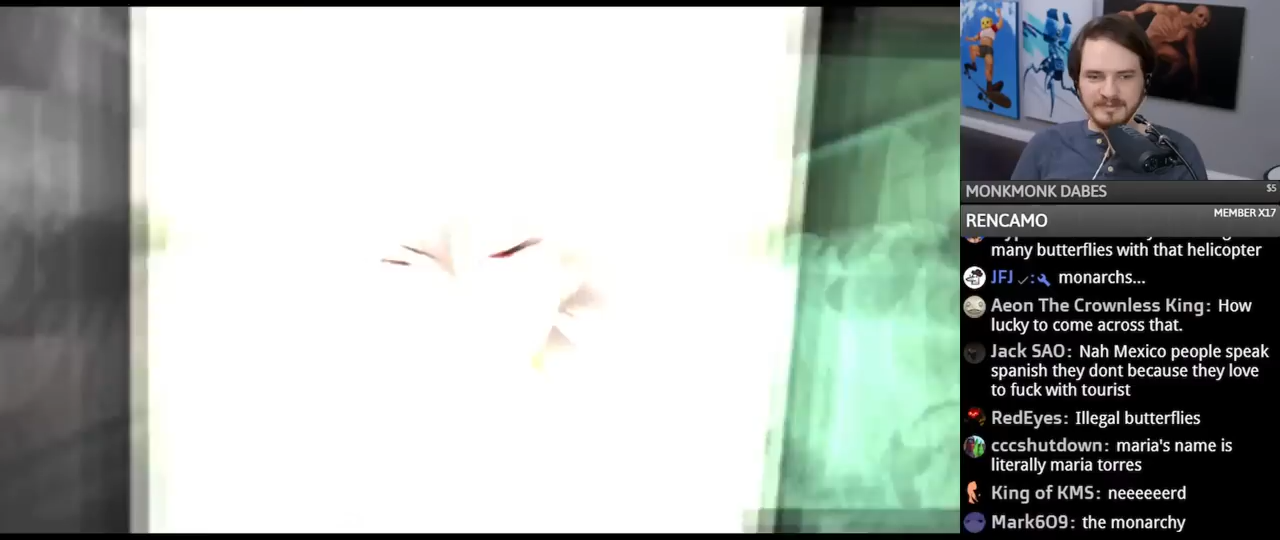 MONKMONK DABES
$5
RENCAMO
MEMBER X17
many butterflies with that helicopter
JFJ monarchs...
Aeon The Crownless King: How
lucky to come across that.
Jack SAO: Nah Mexico people speak
spanish they dont because they love
to fuck with tourist
RedEyes: Illegal butterflies
cccshutdown: maria's name is
literally maria torres
King of KMS: neeeeerd
Mark609: the monarchy